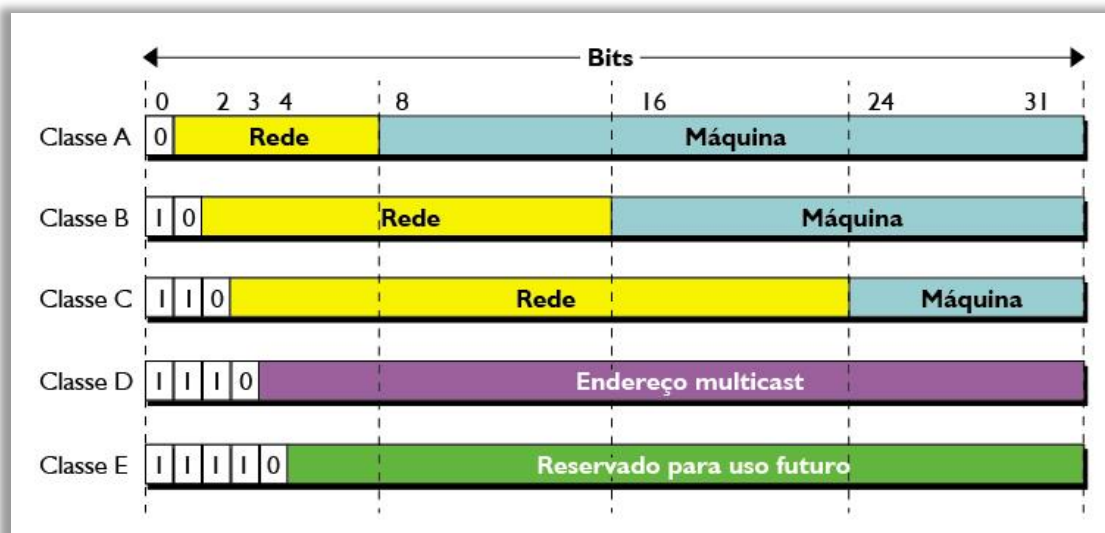 Bits
0 2 3 4 8 16 24 31
Classe A 0 Rede Máquina
Classe B 1 0 Rede Máquina
Classe C 1 1 0 Rede Máquina
Classe D 1 1 1 0 Endereço multicast
Classe E 1 1 1 1 0 Reservado para uso futuro